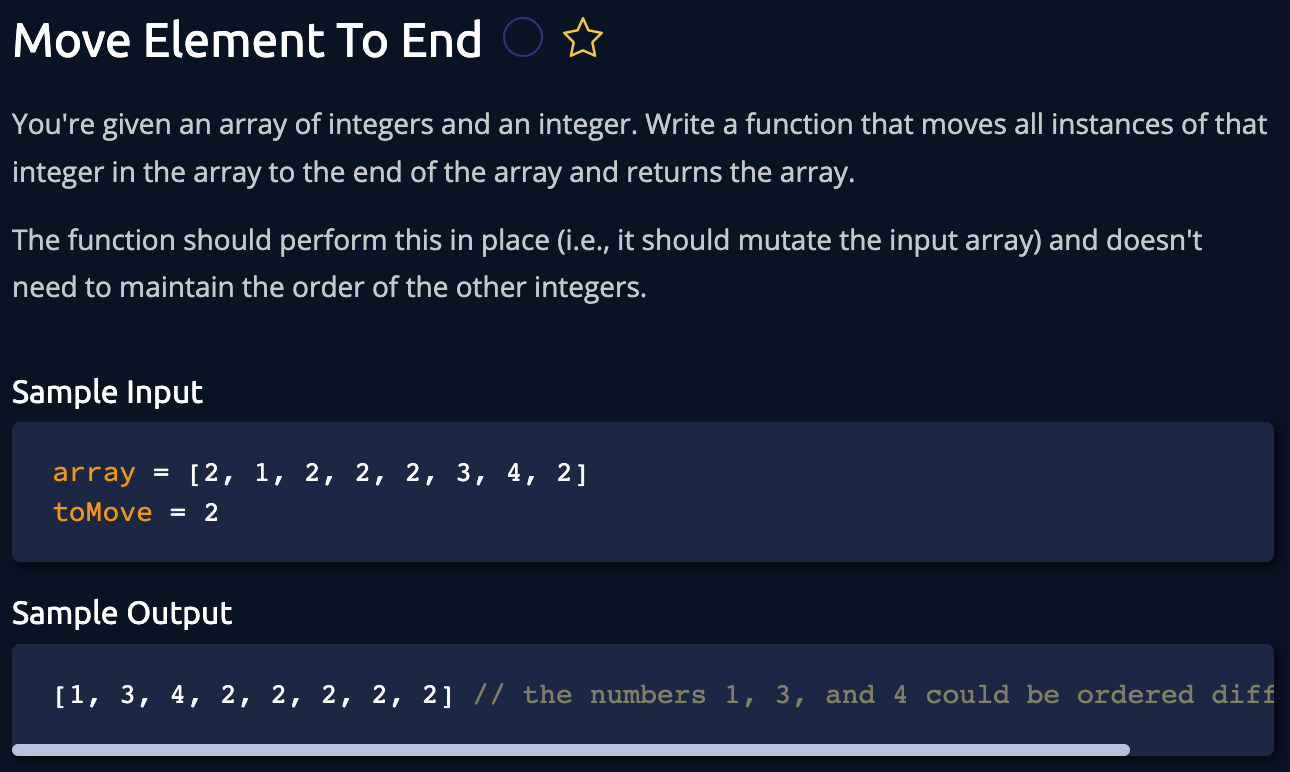 Move Element To End
You're given an array of integers and an integer. Write a function that moves all instances of that
integer in the array to the end of the array and returns the array.
The function should perform this in place (i.e., it should mutate the input array) and doesn't
need to maintain the order of the other integers.
Sample Input
array = [2, 1, 2, 2, 2, 3, 4, 2]
toMove = 2
Sample Output
[1, 3, 4, 2, 2, 2, 2, 2] // the numbers 1, 3, and 4 could be ordered